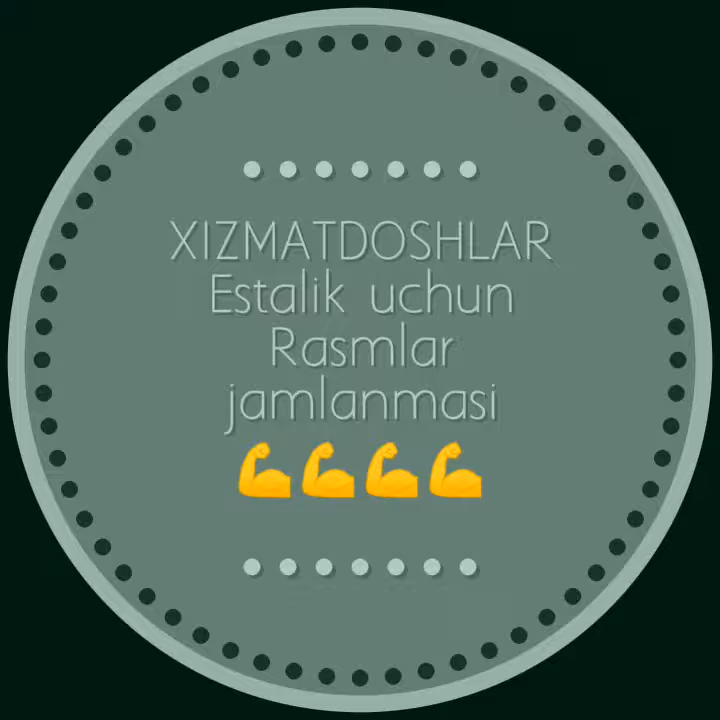 XIZMATDOSHLAR
Estalik uchun
Rasmlar
jamlanmasi
💪💪💪💪